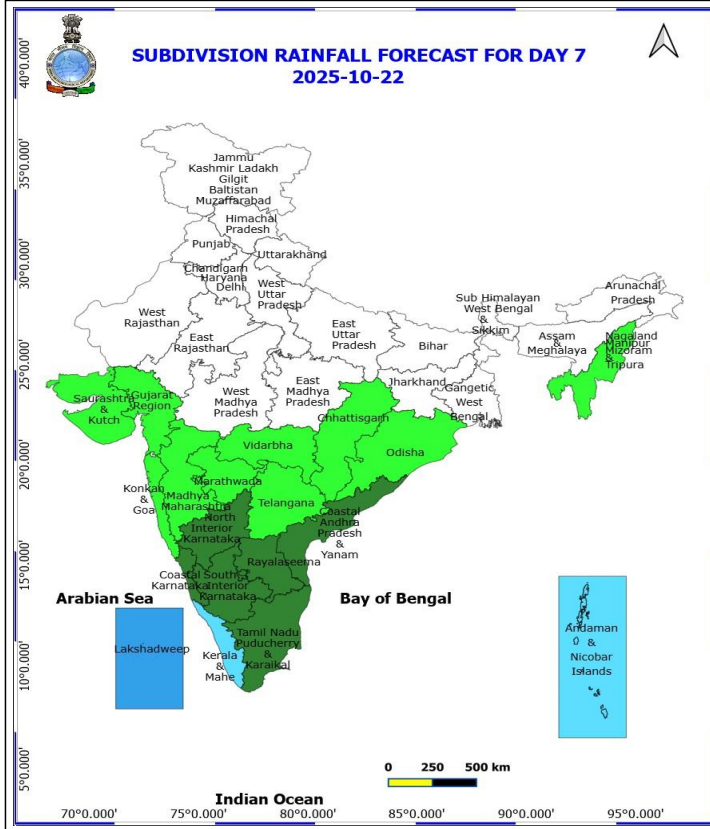 SUBDIVISION RAINFALL FORECAST FOR DAY 7
2025-10-22
40°0.000'
35°0.000'
30°0.000'
25°0.000'
20°0.000'
15°0.000'
10°0.000'
5°0.000'
Jammu
Kashmir Ladakh
Gilgit
Baltistan
Muzaffarabad
Himachal
Pradesh
Punjab
Uttarakhand
Chandigarh
Haryana
Delhi
West
Uttar
Pradesh
West
Rajasthan
East
Rajasthan
East
Uttar
Pradesh
Bihar
Sub Himalayan
West Bengal
&
Sikkim
Arunachal
Pradesh
Assam
&
Meghalaya
Nagaland
Manipur
Mizoram
&
Tripura
Jharkhand
Gangetic
West
Bengal
West
Madhya
Pradesh
East
Madhya
Pradesh
Saurashtra
&
Kutch
Gujarat
Region
Chhattisgarh
Vidarbha
Odisha
Konkan
&
Goa
Madhya
Maharashtra
Marathwada
Telangana
North
Interior
Karnataka
Coastal
Andhra
Pradesh
&
Yanam
Rayalaseema
Coastal
Karnataka
South
Interior
Karnataka
Arabian Sea
Bay of Bengal
Lakshadweep
Kerala
&
Mahe
Tamil Nadu
Puducherry
&
Karaikal
Andaman
&
Nicobar
Islands
0 250 500 km
Indian Ocean
70°0.000' 75°0.000' 80°0.000' 85°0.000' 90°0.000' 95°0.000'